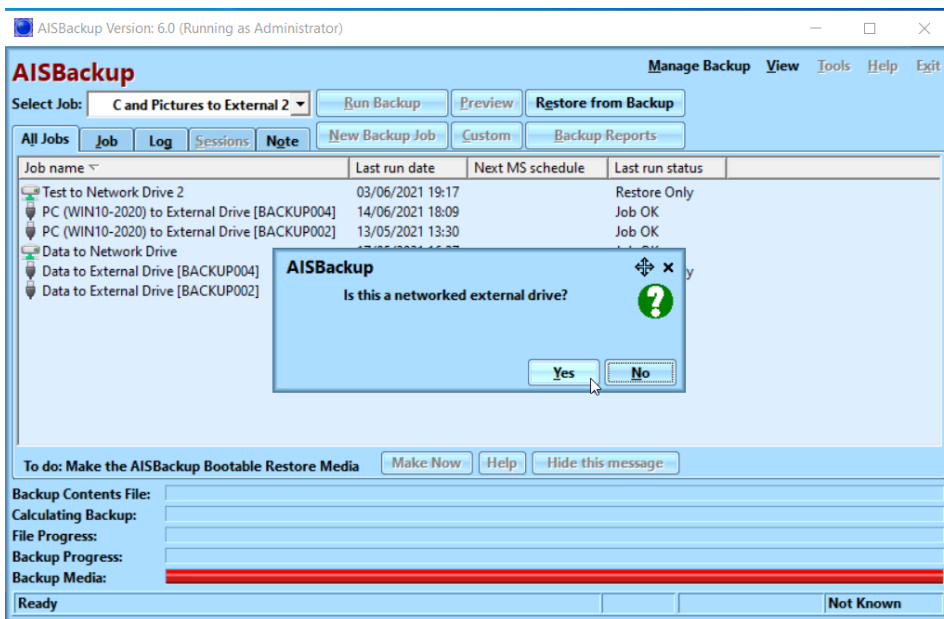 AISBackup Version: 6.0 (Running as Administrator)
AISBackup
Manage Backup View Tools Help Exit
Select Job: C and Pictures to External 2 Run Backup Preview Restore from Backup
All Jobs Job Log Sessions Note New Backup Job Custom Backup Reports
Job name Last run date Next MS schedule Last run status
Test to Network Drive 2 03/06/2021 19:17 Restore Only
PC (WIN10-2020) to External Drive [BACKUP004] 14/06/2021 18:09 Job OK
PC (WIN10-2020) to External Drive [BACKUP002] 13/05/2021 13:30 Job OK
Data to Network Drive
Data to External Drive [BACKUP004]
Data to External Drive [BACKUP002]
AISBackup
Is this a networked external drive?
Yes No
To do: Make the AISBackup Bootable Restore Media Make Now Help Hide this message
Backup Contents File:
Calculating Backup:
File Progress:
Backup Progress:
Backup Media:
Ready Not Known